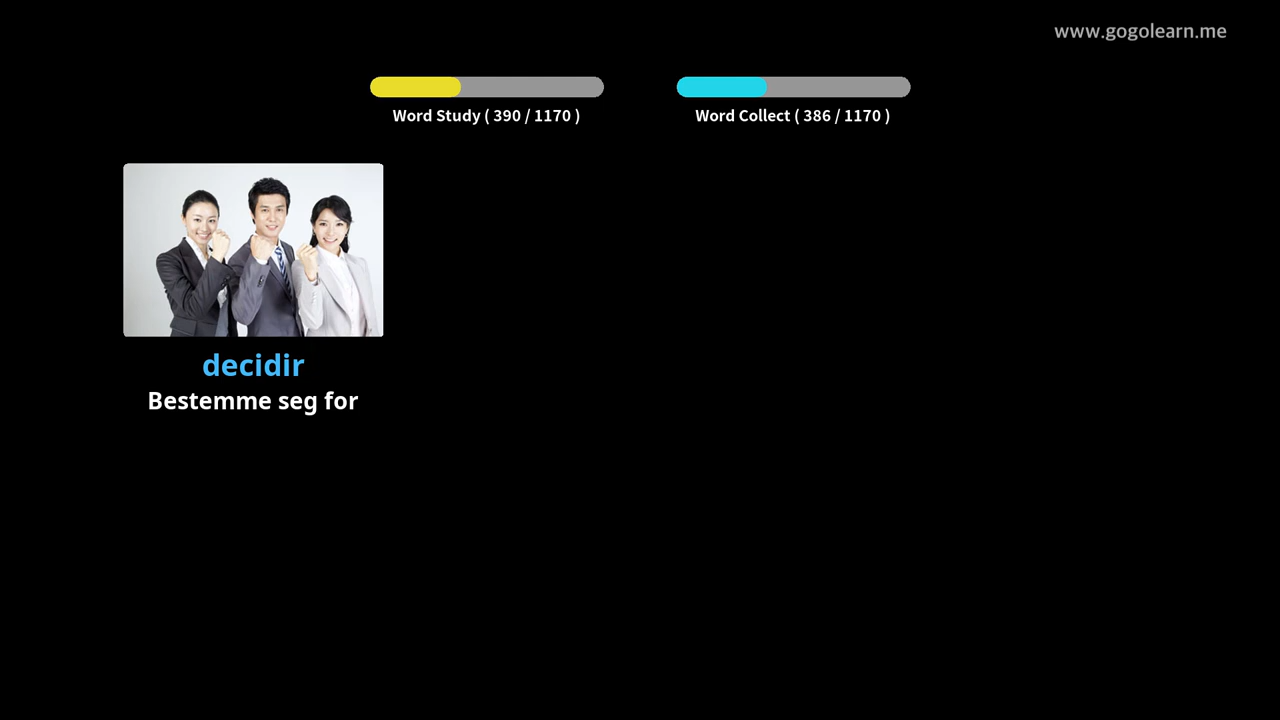 www.gogolearn.me
Word Study ( 390 / 1170 )
Word Collect ( 386 / 1170 )
decidir
Bestemme seg for